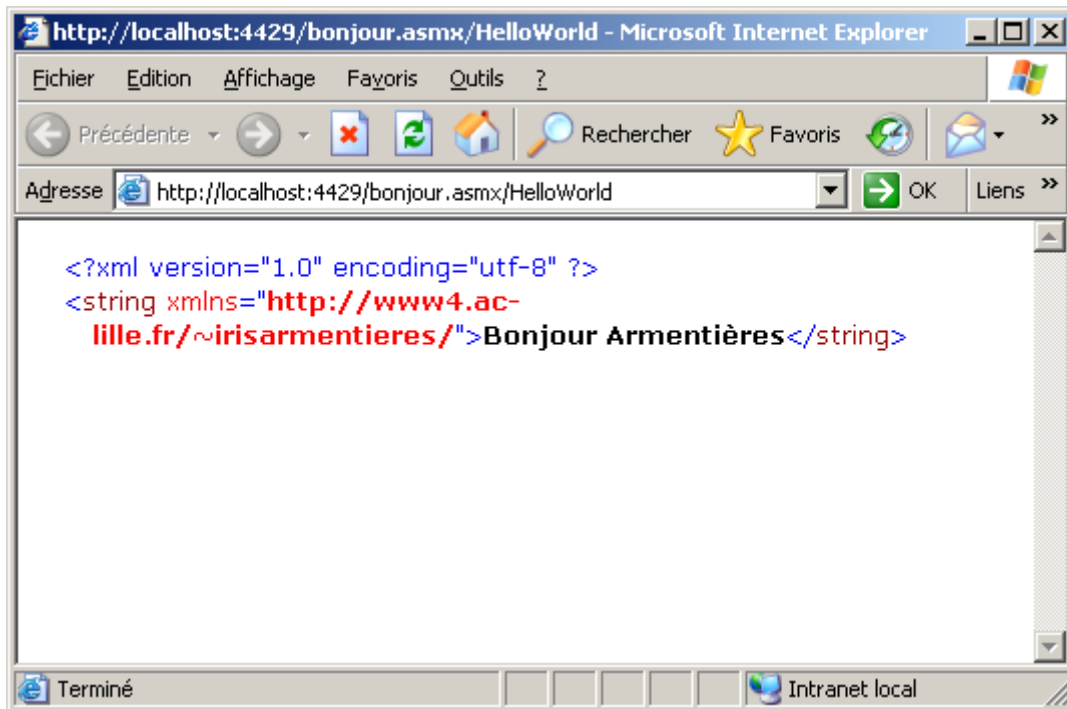 http://localhost:4429/bonjour.asmx/HelloWorld - Microsoft Internet Explorer
Fichier Edition Affichage Favoris Outils ?
Précédente Rechercher Favoris »
Adresse http://localhost:4429/bonjour.asmx/HelloWorld OK Liens »
<?xml version="1.0" encoding="utf-8" ?>
<string xmlns="http://www4.ac-
lille.fr/~irisarmentieres/">Bonjour Armentières</string>
Terminé Intranet local